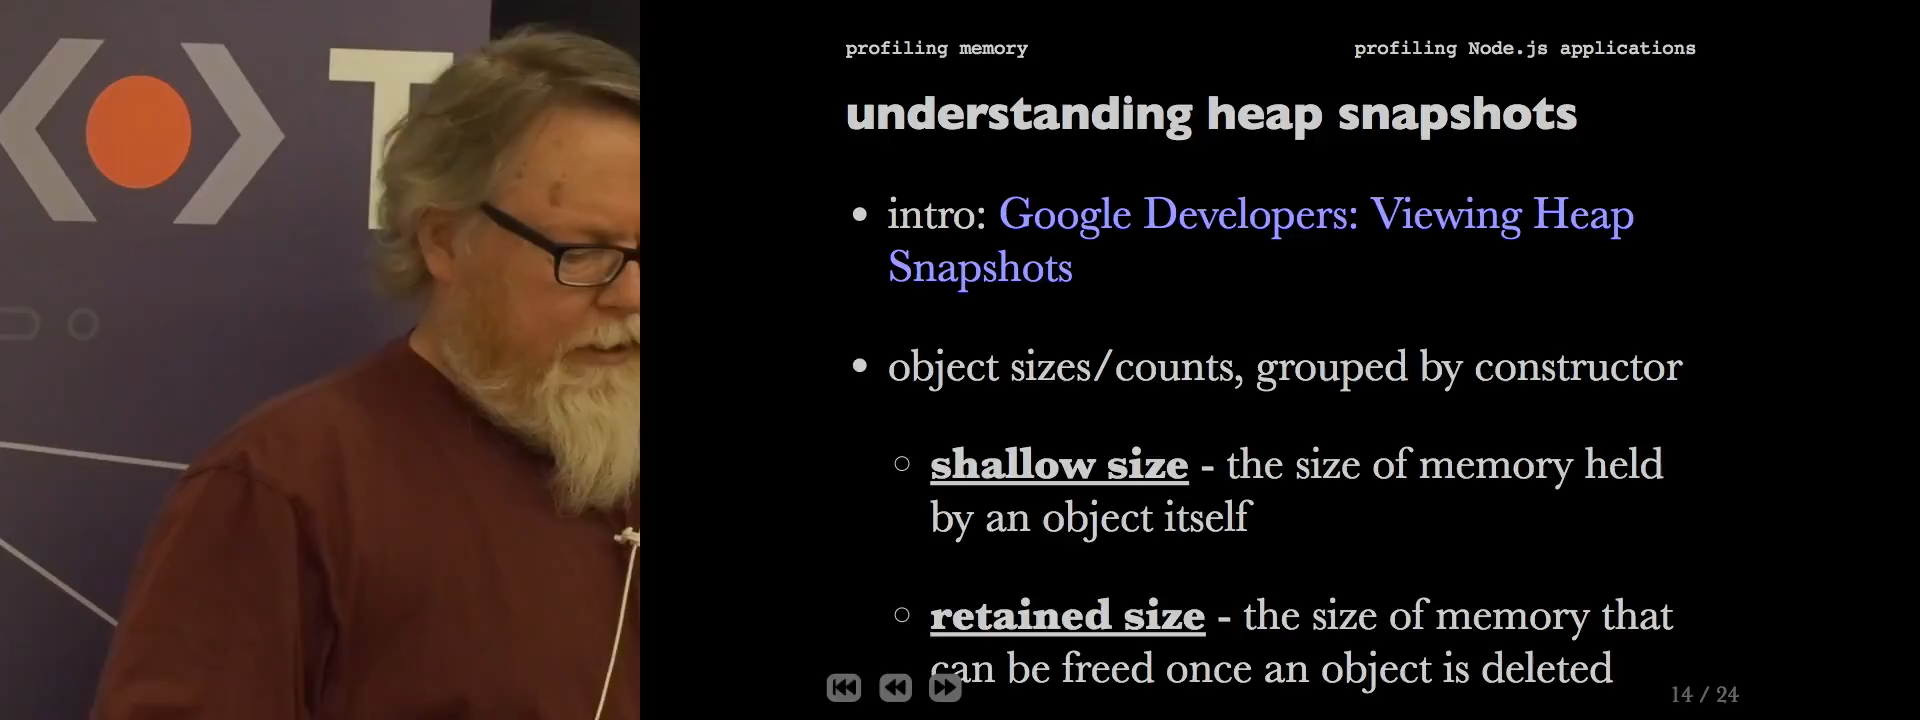 T
profiling memory
profiling Node.js applications
understanding heap snapshots
• intro: Google Developers: Viewing Heap
Snapshots
• object sizes/counts, grouped by constructor
○ shallow size - the size of memory held
by an object itself
○ retained size - the size of memory that
can be freed once an object is deleted
14 / 24